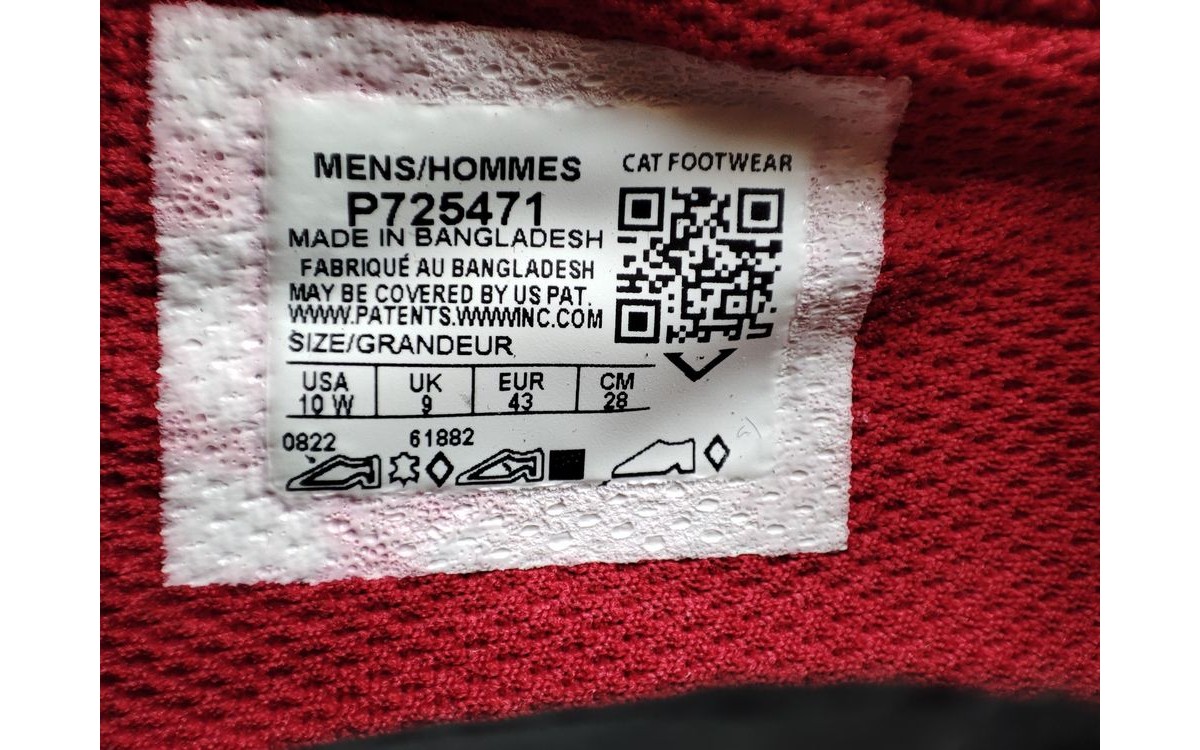 MENS/HOMMES
P725471
MADE IN BANGLADESH
FABRIQUÉ AU BANGLADESH
MAY BE COVERED BY US PAT.
WWW.PATENTS.WWWINC.COM
SIZE/GRANDEUR
USA UK EUR CM
10 W 9 43 28
0822 61882
CAT FOOTWEAR